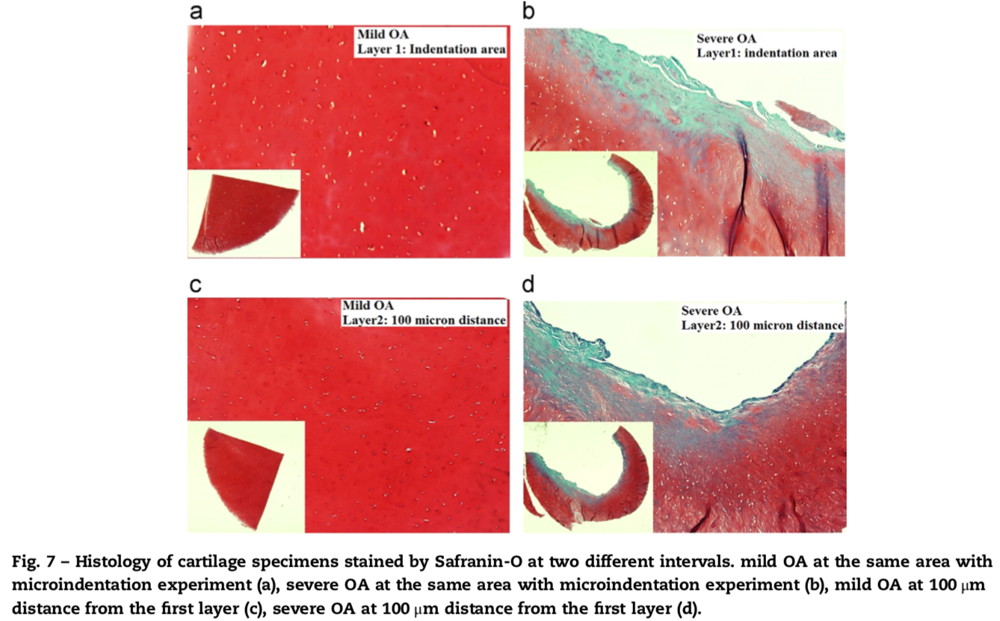 a
b
Mild OA
Layer 1: Indentation area
Severe OA
Layer1: indentation area
c
d
Mild OA
Layer2: 100 micron distance
Severe OA
Layer2: 100 micron distance
Fig. 7 – Histology of cartilage specimens stained by Safranin-O at two different intervals. mild OA at the same area with
microindentation experiment (a), severe OA at the same area with microindentation experiment (b), mild OA at 100 μm
distance from the first layer (c), severe OA at 100 μm distance from the first layer (d).